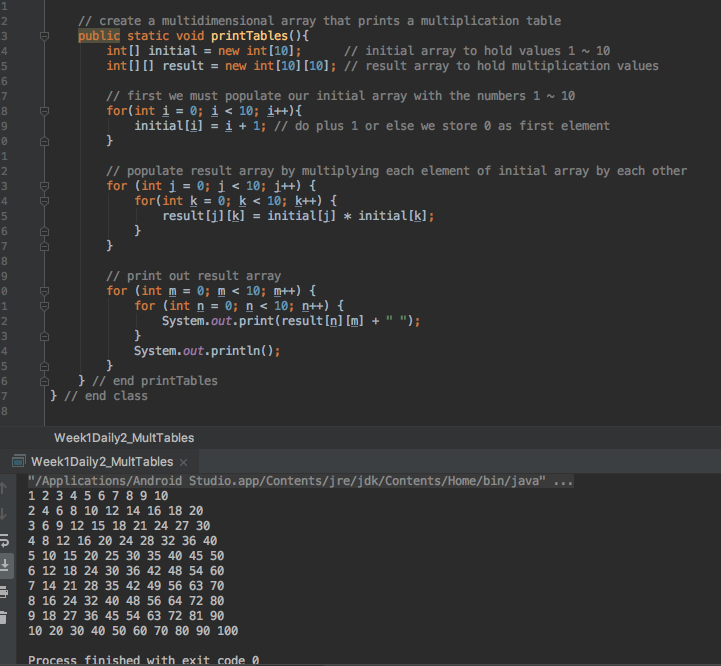 1
2 // create a multidimensional array that prints a multiplication table
3 public static void printTables(){
4 int[] initial = new int[10]; // initial array to hold values 1 ~ 10
5 int[][] result = new int[10][10]; // result array to hold multiplication values
6
7 // first we must populate our initial array with the numbers 1 ~ 10
8 for(int i = 0; i < 10; i++){
9 initial[i] = i + 1; // do plus 1 or else we store 0 as first element
0 }
1
2 // populate result array by multiplying each element of initial array by each other
3 for (int j = 0; j < 10; j++) {
4 for(int k = 0; k < 10; k++) {
5 result[j][k] = initial[j] * initial[k];
6 }
7 }
8
9 // print out result array
0 for (int m = 0; m < 10; m++) {
1 for (int n = 0; n < 10; n++) {
2 System.out.print(result[n][m] + " ");
3 }
4 System.out.println();
5 }
6 } // end printTables
7 } // end class
8
Week1Daily2_MultTables
Week1Daily2_MultTables ×
"/Applications/Android Studio.app/Contents/jre/jdk/Contents/Home/bin/java" ...
1 2 3 4 5 6 7 8 9 10
2 4 6 8 10 12 14 16 18 20
3 6 9 12 15 18 21 24 27 30
4 8 12 16 20 24 28 32 36 40
5 10 15 20 25 30 35 40 45 50
6 12 18 24 30 36 42 48 54 60
7 14 21 28 35 42 49 56 63 70
8 16 24 32 40 48 56 64 72 80
9 18 27 36 45 54 63 72 81 90
10 20 30 40 50 60 70 80 90 100
Process finished with exit code 0